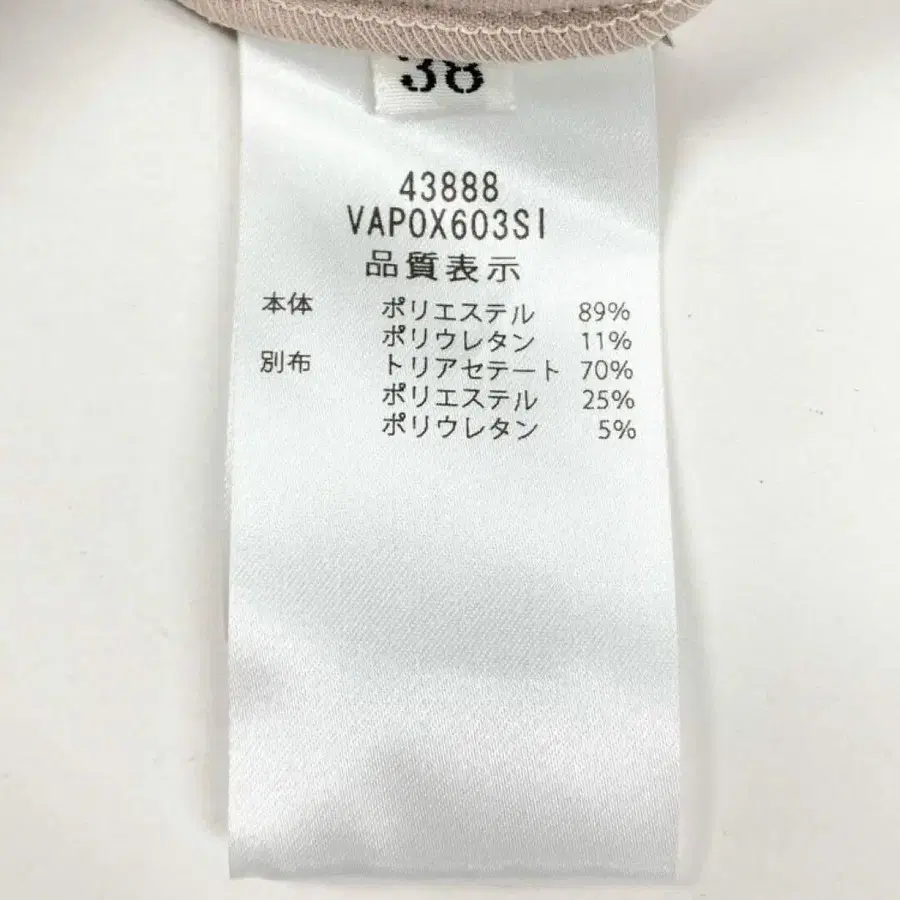 38
43888
VAPOX603SI
品質表示
本体 ポリエステル 89%
ポリウレタン 11%
別布 トリアセテート 70%
ポリエステル 25%
ポリウレタン 5%